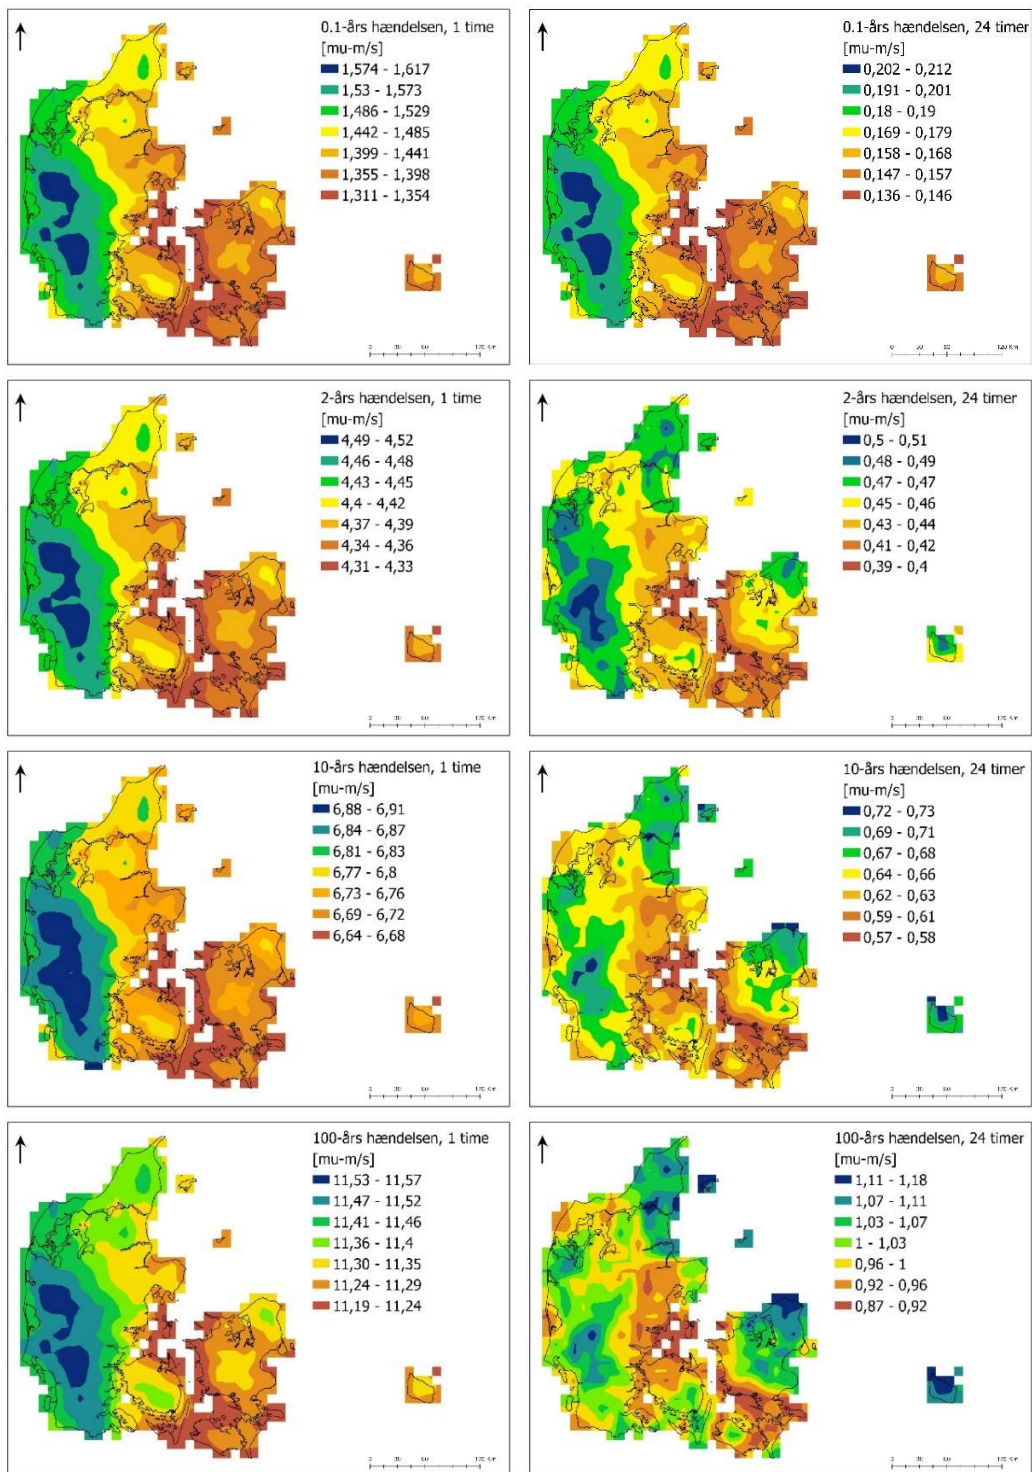 0.1-års hændelsen, 1 time
[mu-m/s]
1,574 - 1,617
1,53 - 1,573
1,486 - 1,529
1,442 - 1,485
1,399 - 1,441
1,355 - 1,398
1,311 - 1,354
0.1-års hændelsen, 24 timer
[mu-m/s]
0,202 - 0,212
0,191 - 0,201
0,18 - 0,19
0,169 - 0,179
0,158 - 0,168
0,147 - 0,157
0,136 - 0,146
2-års hændelsen, 1 time
[mu-m/s]
4,49 - 4,52
4,46 - 4,48
4,43 - 4,45
4,4 - 4,42
4,37 - 4,39
4,34 - 4,36
4,31 - 4,33
2-års hændelsen, 24 timer
[mu-m/s]
0,5 - 0,51
0,48 - 0,49
0,47 - 0,47
0,45 - 0,46
0,43 - 0,44
0,41 - 0,42
0,39 - 0,4
10-års hændelsen, 1 time
[mu-m/s]
6,88 - 6,91
6,84 - 6,87
6,81 - 6,83
6,77 - 6,8
6,73 - 6,76
6,69 - 6,72
6,64 - 6,68
10-års hændelsen, 24 timer
[mu-m/s]
0,72 - 0,73
0,69 - 0,71
0,67 - 0,68
0,64 - 0,66
0,62 - 0,63
0,59 - 0,61
0,57 - 0,58
100-års hændelsen, 1 time
[mu-m/s]
11,53 - 11,57
11,47 - 11,52
11,41 - 11,46
11,36 - 11,4
11,30 - 11,35
11,24 - 11,29
11,19 - 11,24
100-års hændelsen, 24 timer
[mu-m/s]
1,11 - 1,18
1,07 - 1,11
1,03 - 1,07
1 - 1,03
0,96 - 1
0,92 - 0,96
0,87 - 0,92